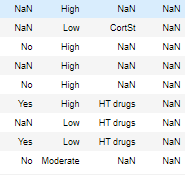 NaN High NaN NaN
NaN Low CortSt NaN
No High NaN NaN
NaN High NaN NaN
No High NaN NaN
Yes High HT drugs NaN
NaN Low HT drugs NaN
Yes Low HT drugs NaN
No Moderate NaN NaN